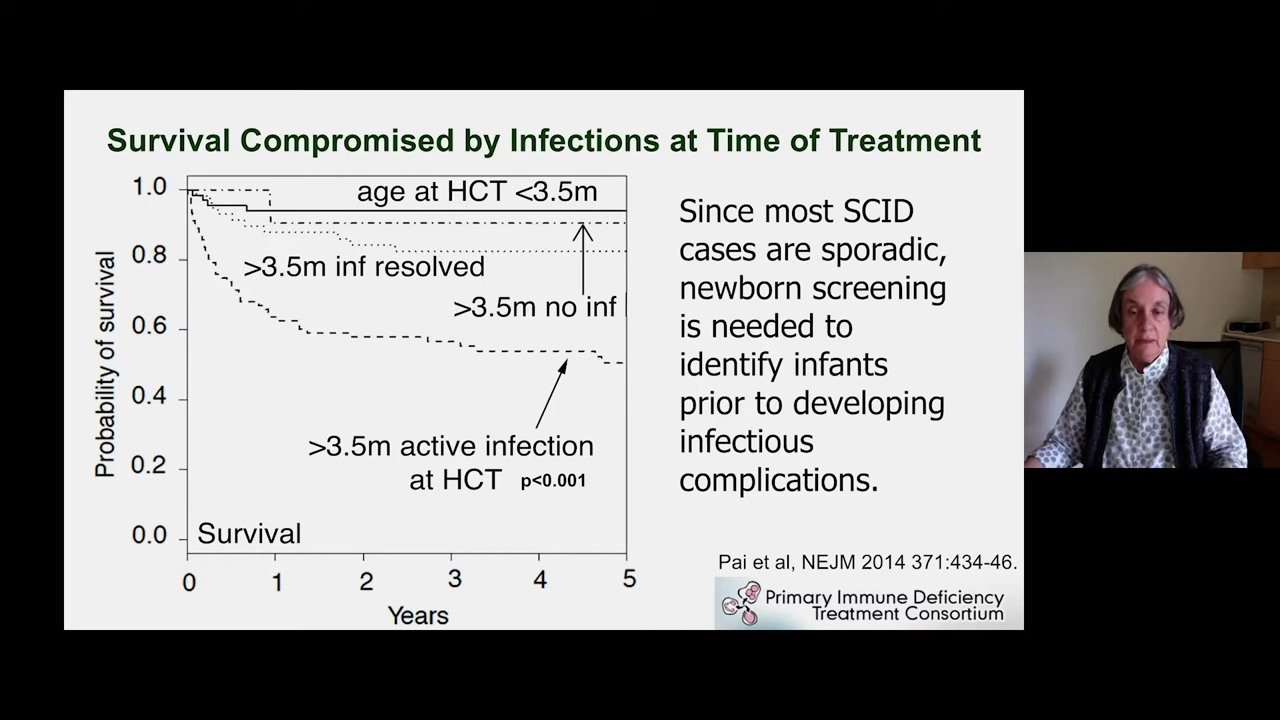 Survival Compromised by Infections at Time of Treatment
1.0
0.8
0.6
0.4
0.2
0.0
Probability of survival
age at HCT <3.5m
>3.5m inf resolved
>3.5m no inf
>3.5m active infection
at HCT p<0.001
Survival
0 1 2 3 4 5
Years
Since most SCID
cases are sporadic,
newborn screening
is needed to
identify infants
prior to developing
infectious
complications.
Pai et al, NEJM 2014 371:434-46.
Primary Immune Deficiency
Treatment Consortium